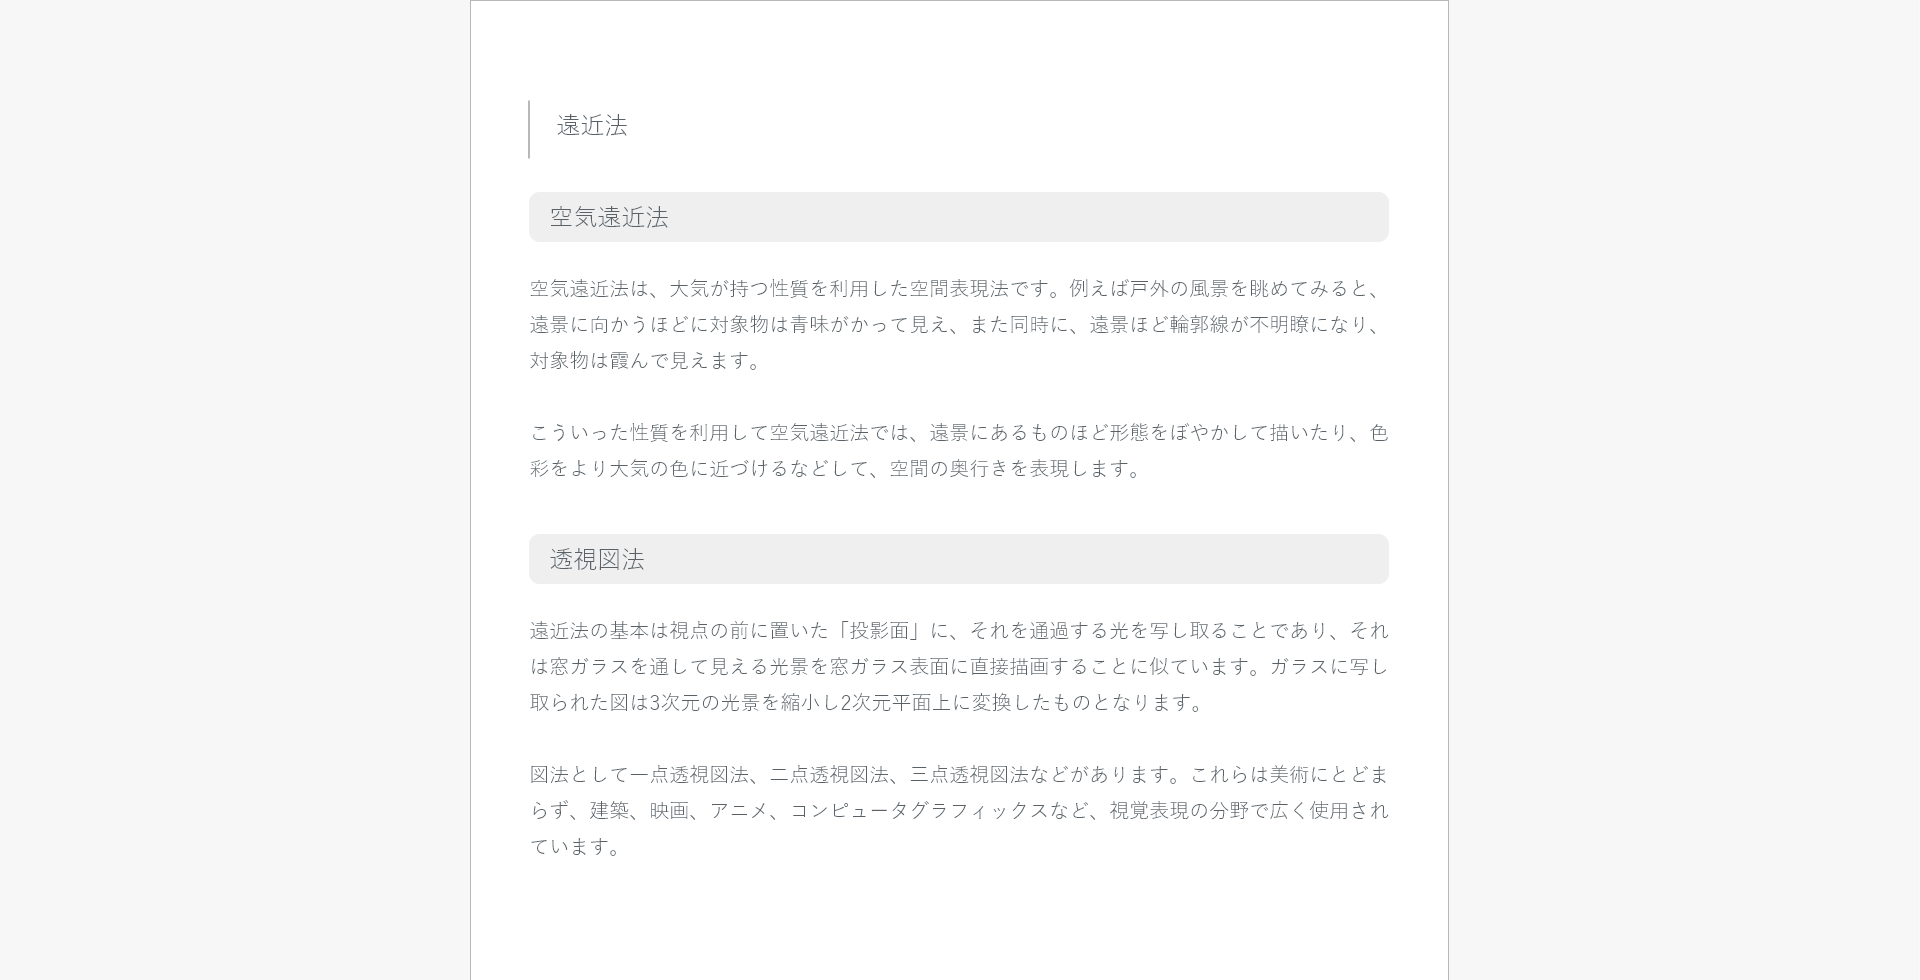 遠近法
空気遠近法
空気遠近法は、大気が持つ性質を利用した空間表現法です。例えば戸外の風景を眺めてみると、
遠景に向かうほどに対象物は青味がかって見え、また同時に、遠景ほど輪郭線が不明瞭になり、
対象物は霞んで見えます。
こういった性質を利用して空気遠近法では、遠景にあるものほど形態をぼやかして描いたり、色
彩をより大気の色に近づけるなどして、空間の奥行きを表現します。
透視図法
遠近法の基本は視点の前に置いた「投影面」に、それを通過する光を写し取ることであり、それ
は窓ガラスを通して見える光景を窓ガラス表面に直接描画することに似ています。ガラスに写し
取られた図は3次元の光景を縮小し2次元平面上に変換したものとなります。
図法として一点透視図法、二点透視図法、三点透視図法などがあります。これらは美術にとどま
らず、建築、映画、アニメ、コンピュータグラフィックスなど、視覚表現の分野で広く使用され
ています。